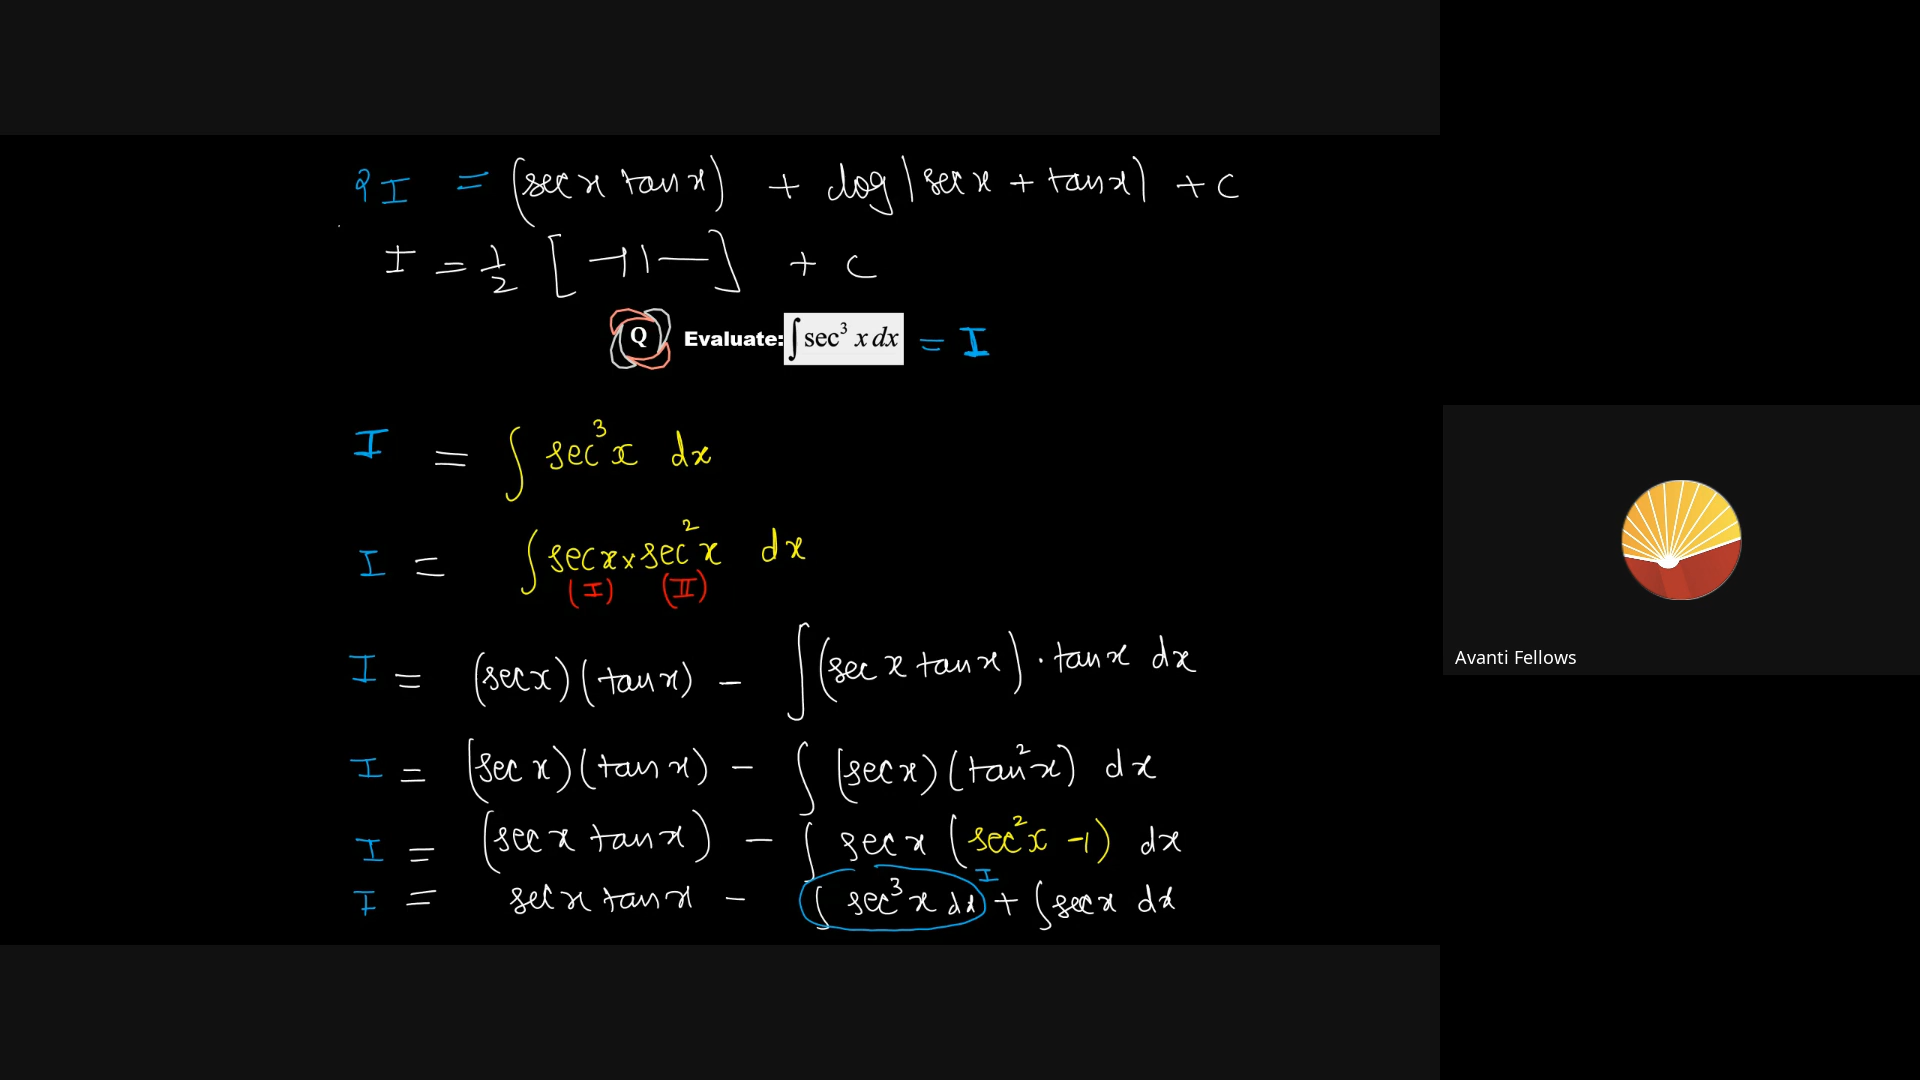 2I = (sec x tan x) + log|sec x + tan x| + c
I = 1/2 [ —||— ] + c
Q Evaluate: ∫ sec³ x dx = I
I = ∫ sec³x dx
I = ∫ sec x × sec²x dx
(I) (II)
I = (sec x)(tan x) - ∫ (sec x tan x) · tan x dx
I = (sec x)(tan x) - ∫ (sec x)(tan²x) dx
I = (sec x tan x) - ∫ sec x (sec²x -1) dx
I = sec x tan x - ∫ sec³x dx I + ∫ sec x dx
Avanti Fellows